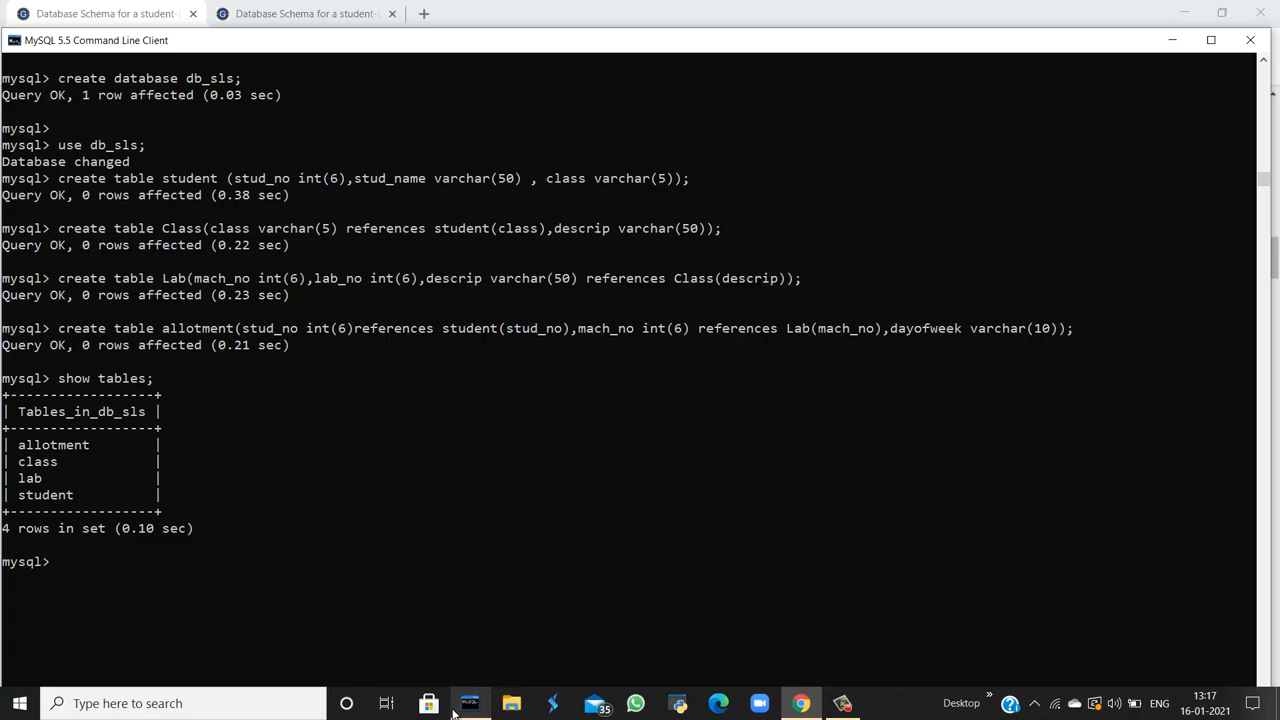 Database Schema for a student-
Database Schema for a student-
MySQL 5.5 Command Line Client
mysql> create database db_sls;
Query OK, 1 row affected (0.03 sec)
mysql>
mysql> use db_sls;
Database changed
mysql> create table student (stud_no int(6),stud_name varchar(50) , class varchar(5));
Query OK, 0 rows affected (0.38 sec)
mysql> create table Class(class varchar(5) references student(class),descrip varchar(50));
Query OK, 0 rows affected (0.22 sec)
mysql> create table Lab(mach_no int(6),lab_no int(6),descrip varchar(50) references Class(descrip));
Query OK, 0 rows affected (0.23 sec)
mysql> create table allotment(stud_no int(6)references student(stud_no),mach_no int(6) references Lab(mach_no),dayofweek varchar(10));
Query OK, 0 rows affected (0.21 sec)
mysql> show tables;
+------------------+
| Tables_in_db_sls |
+------------------+
| allotment        |
| class            |
| lab              |
| student          |
+------------------+
4 rows in set (0.10 sec)
mysql>
Type here to search
MySQL
35
Desktop
ENG
13:17
16-01-2021